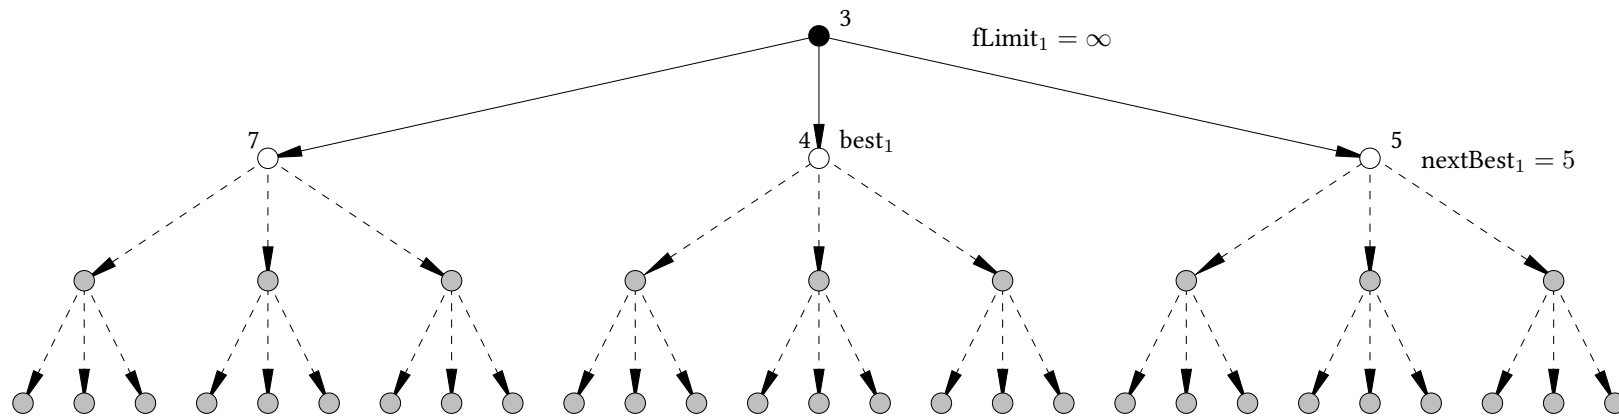 3
fLimit₁ = ∞
7
4 best₁
5
nextBest₁ = 5